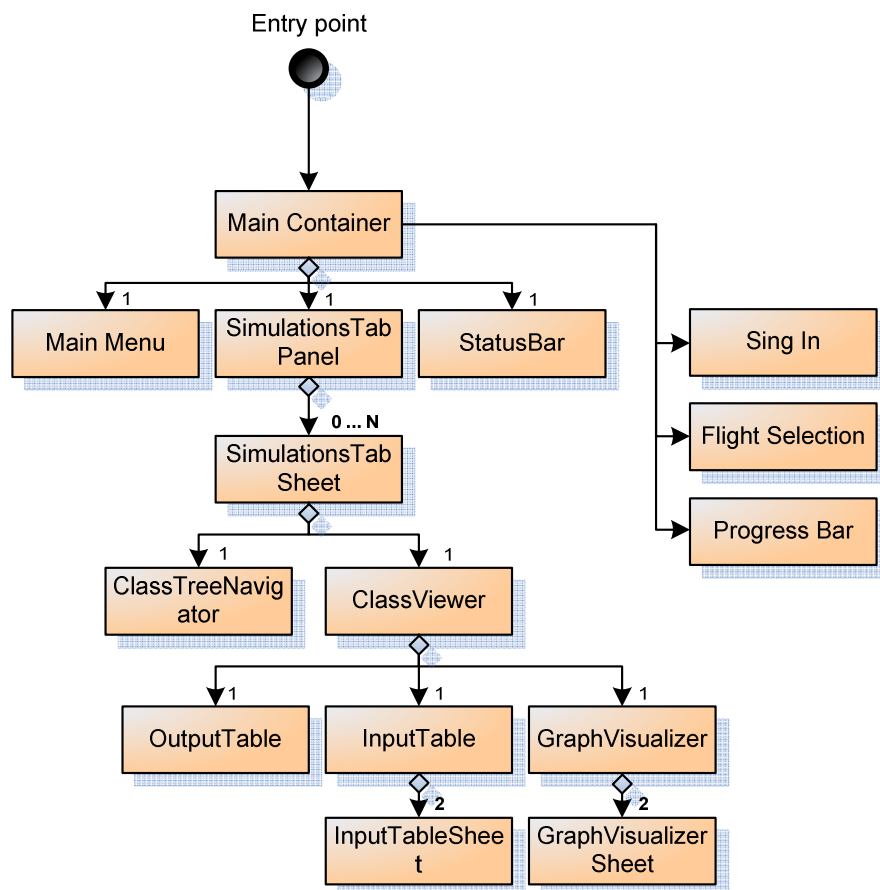 Entry point
Main Container
1
1
1
Main Menu
SimulationsTab
Panel
StatusBar
Sing In
Flight Selection
Progress Bar
0 ... N
SimulationsTab
Sheet
1
1
ClassTreeNavig
ator
ClassViewer
1
1
1
OutputTable
InputTable
GraphVisualizer
2
2
InputTableShee
t
GraphVisualizer
Sheet